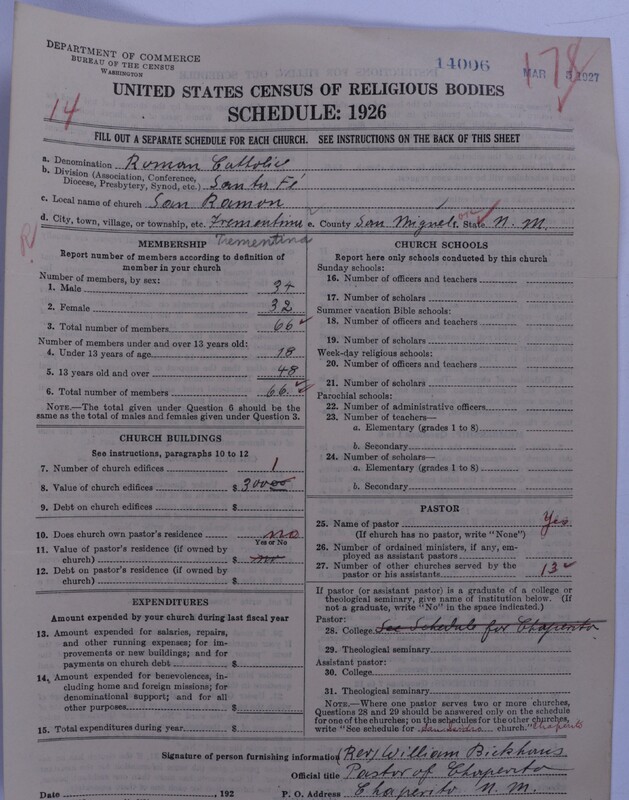 DEPARTMENT OF COMMERCE
BUREAU OF THE CENSUS
WASHINGTON
14006
MAR 3 1927
178
14
UNITED STATES CENSUS OF RELIGIOUS BODIES
SCHEDULE: 1926
FILL OUT A SEPARATE SCHEDULE FOR EACH CHURCH. SEE INSTRUCTIONS ON THE BACK OF THIS SHEET
a. Denomination Roman Catholic
b. Division (Association, Conference, Diocese, Presbytery, Synod, etc.) Santa Fé
c. Local name of church San Ramon
d. City, town, village, or township, etc. Trementino e. County San Miguel f. State N. M.
Trementina
MEMBERSHIP
Report number of members according to definition of
member in your church
Number of members, by sex:
1. Male 34
2. Female 32
3. Total number of members 66
Number of members under and over 13 years old:
4. Under 13 years of age 18
5. 13 years old and over 48
6. Total number of members 66
NOTE.—The total given under Question 6 should be
the same as the total of males and females given under Question 3.
CHURCH BUILDINGS
See instructions, paragraphs 10 to 12
7. Number of church edifices 1
8. Value of church edifices $ 300
9. Debt on church edifices $
10. Does church own pastor's residence no
Yes or No
11. Value of pastor's residence (if owned by
church) $ no
12. Debt on pastor's residence (if owned by
church) $
EXPENDITURES
Amount expended by your church during last fiscal year
13. Amount expended for salaries, repairs,
and other running expenses; for im-
provements or new buildings; and for
payments on church debt $
14. Amount expended for benevolences, in-
cluding home and foreign missions; for
denominational support; and for all
other purposes $
15. Total expenditures during year $
CHURCH SCHOOLS
Report here only schools conducted by this church
Sunday schools:
16. Number of officers and teachers
17. Number of scholars
Summer vacation Bible schools:
18. Number of officers and teachers
19. Number of scholars
Week-day religious schools:
20. Number of officers and teachers
21. Number of scholars
Parochial schools:
22. Number of administrative officers
23. Number of teachers—
a. Elementary (grades 1 to 8)
b. Secondary
24. Number of scholars—
a. Elementary (grades 1 to 8)
b. Secondary
PASTOR
25. Name of pastor Yes
(If church has no pastor, write "None")
26. Number of ordained ministers, if any, em-
ployed as assistant pastors
27. Number of other churches served by the
pastor or his assistants 13
If pastor (or assistant pastor) is a graduate of a college or
theological seminary, give name of institution below. (If
not a graduate, write "No" in the space indicated.)
Pastor:
28. College See Schedule for Chaperito
29. Theological seminary
Assistant pastor:
30. College
31. Theological seminary
NOTE.—Where one pastor serves two or more churches,
Questions 28 and 29 should be answered only on the schedule
for one of the churches; on the schedules for the other churches,
write "See schedule for San Isidro church." Chaperito
Signature of person furnishing information (Rev) William Bickhaus
Official title Pastor of Chaperito
Date , 192 P. O. Address Chaperito N. M.